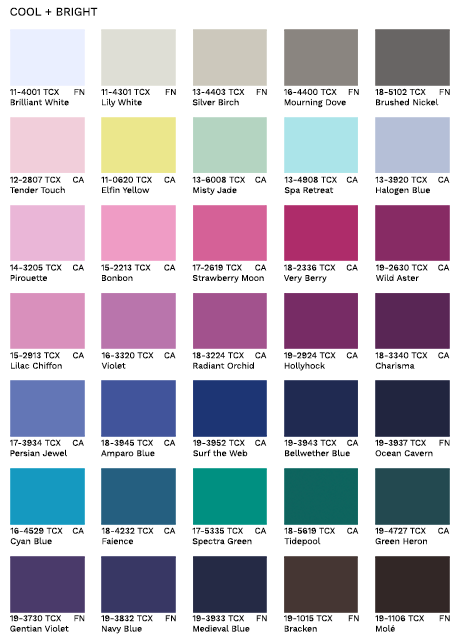 COOL + BRIGHT
11-4001 TCX FN 11-4301 TCX FN 13-4403 TCX FN 16-4400 TCX FN 18-5102 TCX FN
Brilliant White Lily White Silver Birch Mourning Dove Brushed Nickel
12-2807 TCX CA 11-0620 TCX CA 13-6008 TCX CA 13-4908 TCX CA 13-3920 TCX CA
Tender Touch Elfin Yellow Misty Jade Spa Retreat Halogen Blue
14-3205 TCX CA 15-2213 TCX CA 17-2619 TCX CA 18-2336 TCX CA 19-2630 TCX CA
Pirouette Bonbon Strawberry Moon Very Berry Wild Aster
15-2913 TCX CA 16-3320 TCX CA 18-3224 TCX CA 19-2924 TCX CA 18-3340 TCX CA
Lilac Chiffon Violet Radiant Orchid Hollyhock Charisma
17-3934 TCX CA 18-3945 TCX CA 19-3952 TCX CA 19-3943 TCX CA 19-3937 TCX FN
Persian Jewel Amparo Blue Surf the Web Bellwether Blue Ocean Cavern
16-4529 TCX CA 18-4232 TCX CA 17-5335 TCX CA 18-5619 TCX CA 19-4727 TCX CA
Cyan Blue Faience Spectra Green Tidepool Green Heron
19-3730 TCX FN 19-3832 TCX FN 19-3933 TCX FN 19-1015 TCX FN 19-1106 TCX FN
Gentian Violet Navy Blue Medieval Blue Bracken Molé